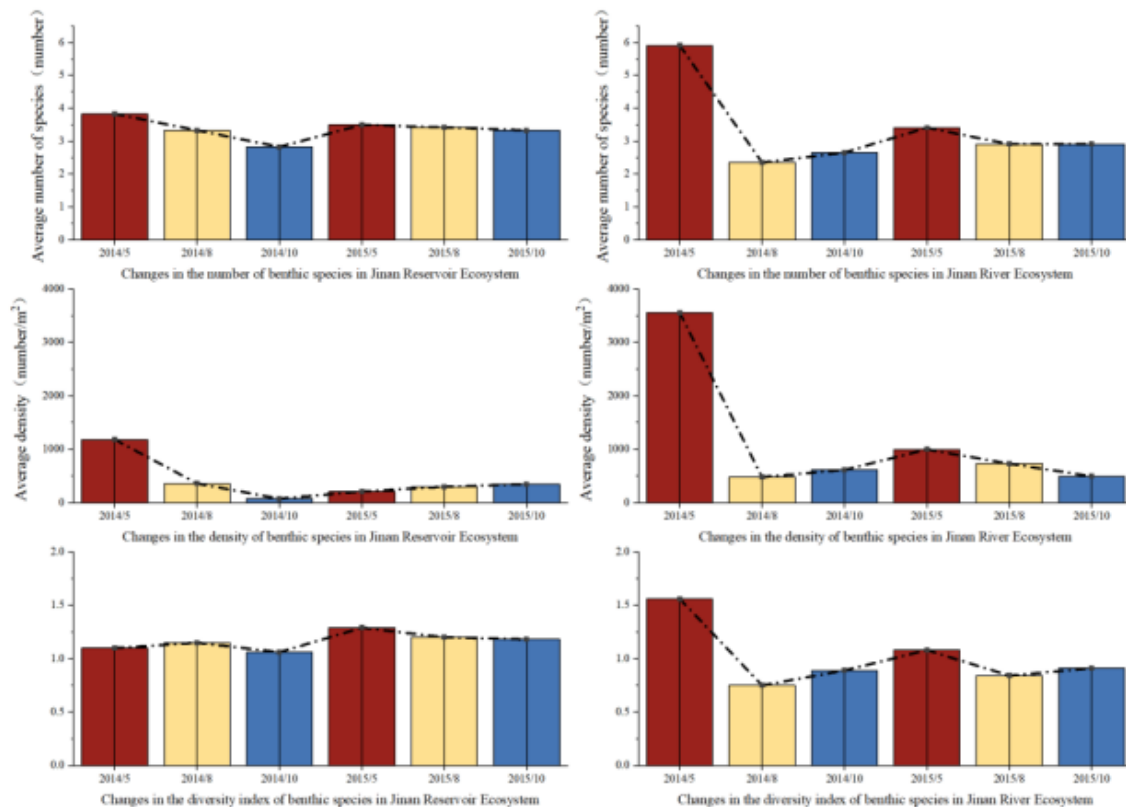 Average number of species（number）
6
5
4
3
2
1
0
2014/5 2014/8 2014/10 2015/5 2015/8 2015/10
Changes in the number of benthic species in Jinan Reservoir Ecosystem
Average number of species（number）
6
5
4
3
2
1
0
2014/5 2014/8 2014/10 2015/5 2015/8 2015/10
Changes in the number of benthic species in Jinan River Ecosystem
Average density（number/m²）
4000
3000
2000
1000
0
2014/5 2014/8 2014/10 2015/5 2015/8 2015/10
Changes in the density of benthic species in Jinan Reservoir Ecosystem
Average density（number/m²）
4000
3000
2000
1000
0
2014/5 2014/8 2014/10 2015/5 2015/8 2015/10
Changes in the density of benthic species in Jinan River Ecosystem
2.0
1.5
1.0
0.5
0.0
2014/5 2014/8 2014/10 2015/5 2015/8 2015/10
Changes in the diversity index of benthic species in Jinan Reservoir Ecosystem
2.0
1.5
1.0
0.5
0.0
2014/5 2014/8 2014/10 2015/5 2015/8 2015/10
Changes in the diversity index of benthic species in Jinan River Ecosystem